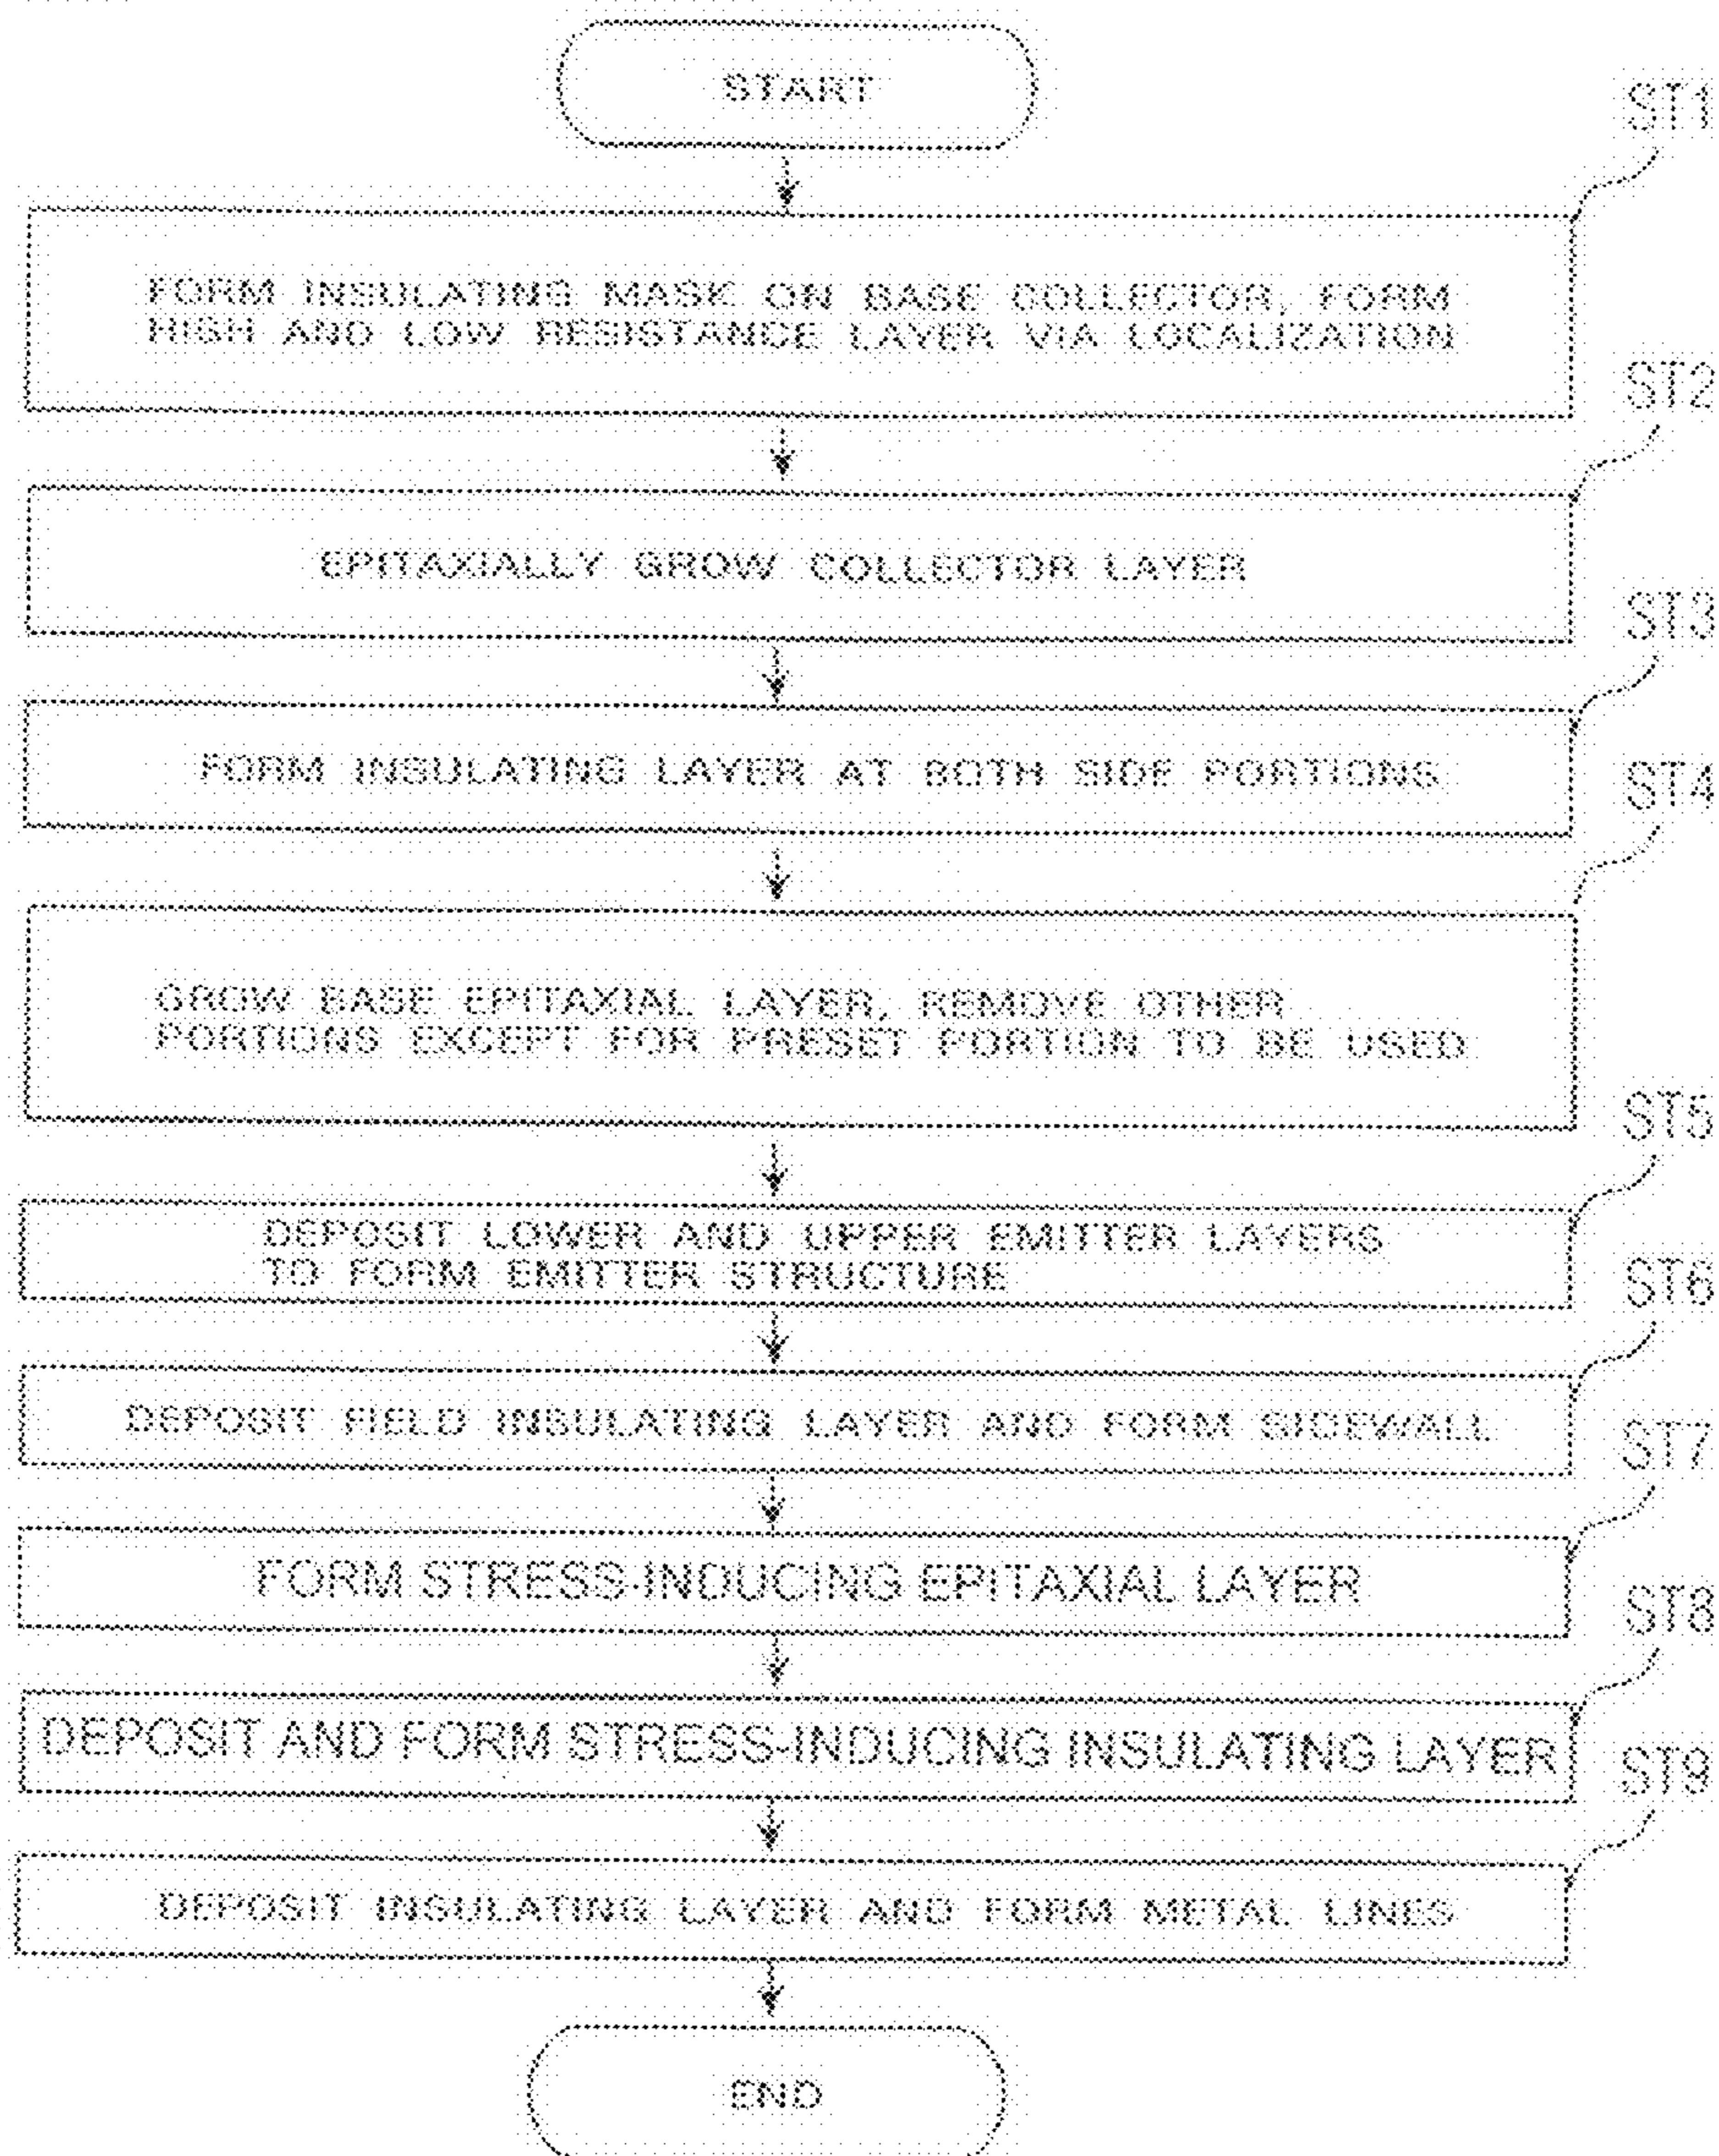 START
ST1
FORM INSULATING MASK ON BASE COLLECTOR, FORM
HIGH AND LOW RESISTANCE LAYER VIA LOCALIZATION
ST2
EPITAXIALLY GROW COLLECTOR LAYER
ST3
FORM INSULATING LAYER AT BOTH SIDE PORTIONS
ST4
GROW BASE EPITAXIAL LAYER, REMOVE OTHER
PORTIONS EXCEPT FOR PRESET PORTION TO BE USED
ST5
DEPOSIT LOWER AND UPPER EMITTER LAYERS
TO FORM EMITTER STRUCTURE
ST6
DEPOSIT FIELD INSULATING LAYER AND FORM SIDEWALL
ST7
FORM STRESS-INDUCING EPITAXIAL LAYER
ST8
DEPOSIT AND FORM STRESS-INDUCING INSULATING LAYER
ST9
DEPOSIT INSULATING LAYER AND FORM METAL LINES
END